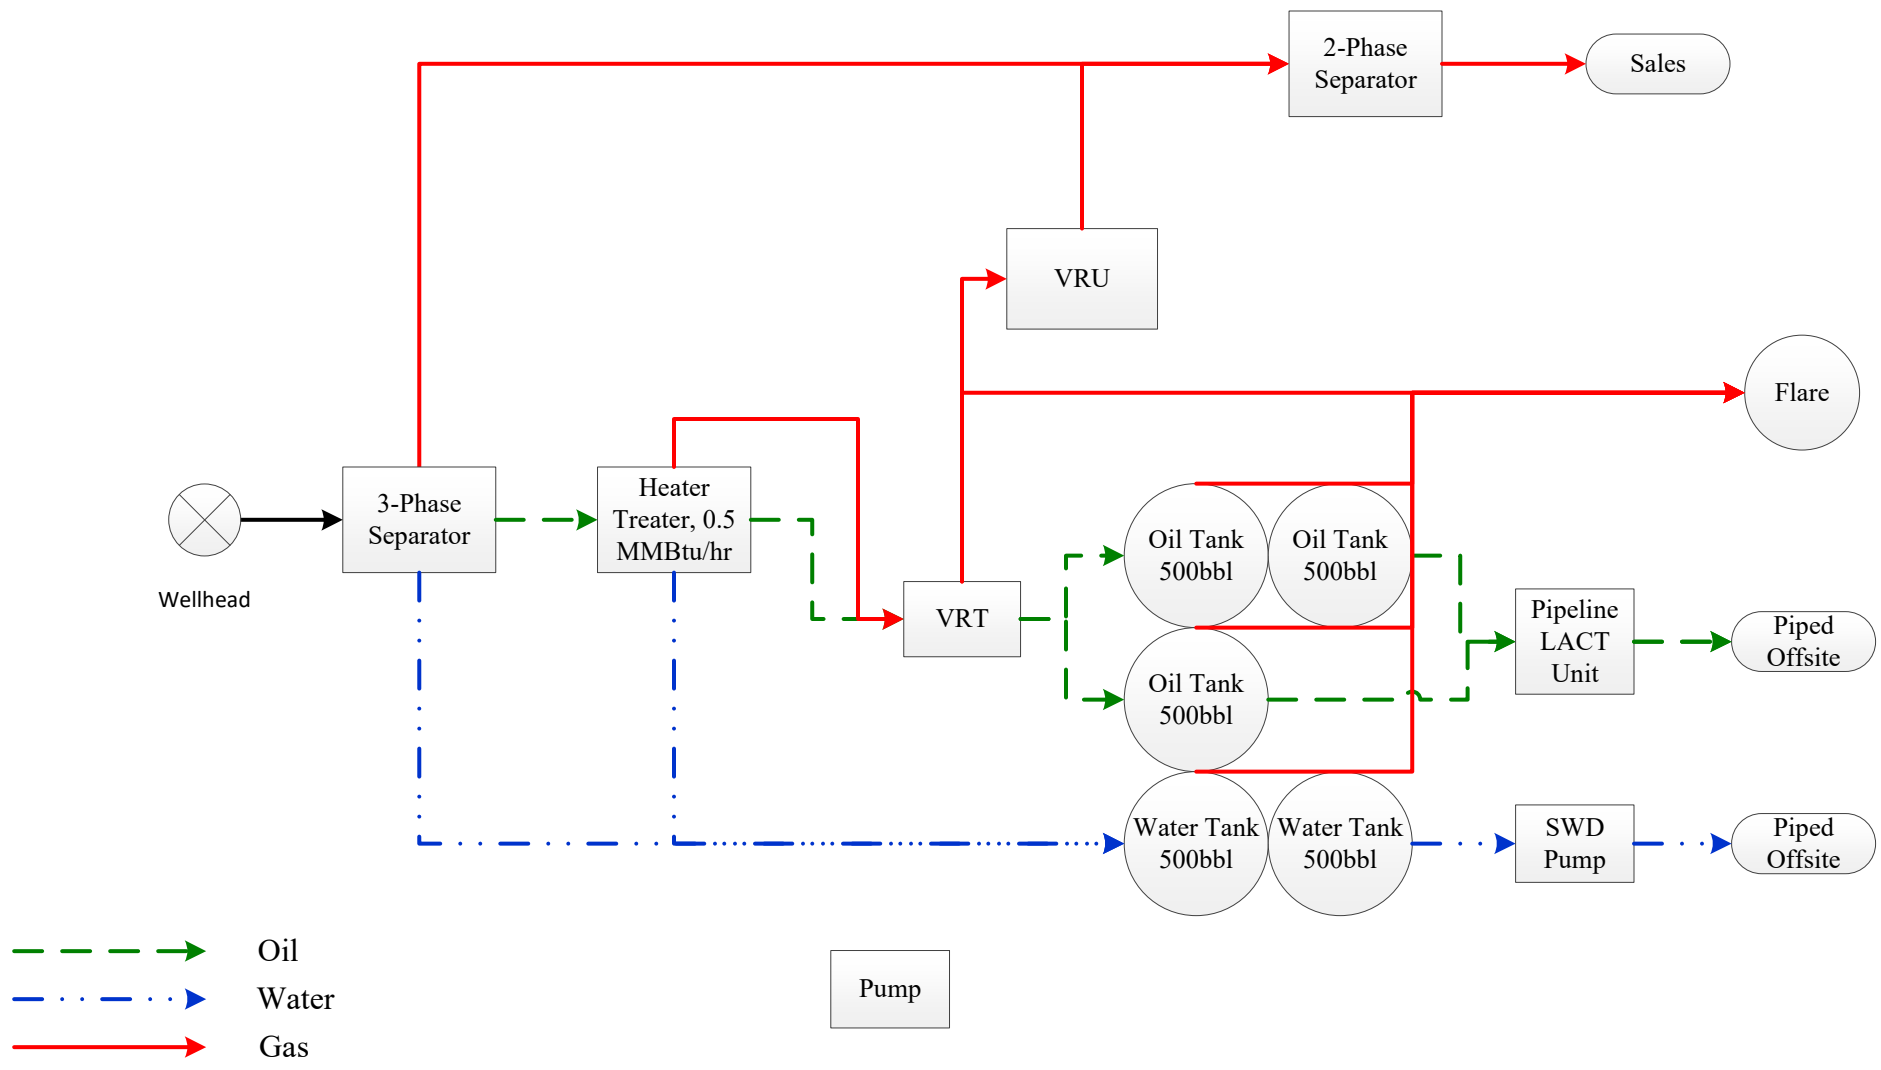 2-Phase
Separator
Sales
VRU
Flare
Wellhead
3-Phase
Separator
Heater
Treater, 0.5
MMBtu/hr
VRT
Oil Tank
500bbl
Oil Tank
500bbl
Oil Tank
500bbl
Pipeline
LACT
Unit
Piped
Offsite
Water Tank
500bbl
Water Tank
500bbl
SWD
Pump
Piped
Offsite
Oil
Water
Gas
Pump